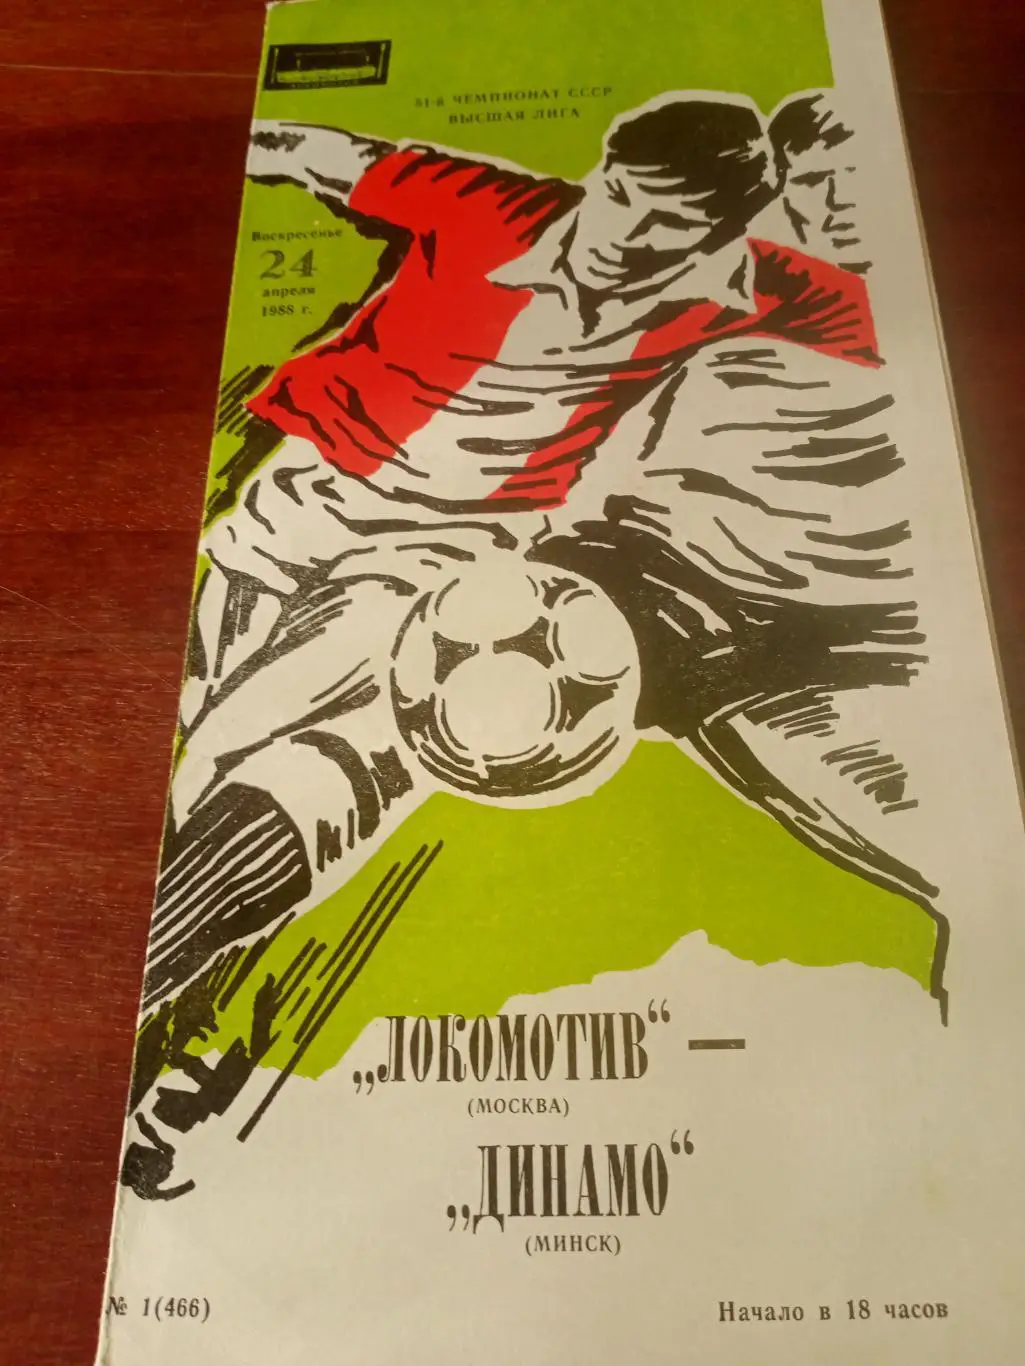 51-й ЧЕМПИОНАТ СССР
ВЫСШАЯ ЛИГА
Воскресенье
24
апреля
1988 г.
„ЛОКОМОТИВ“ —
(МОСКВА)
„ДИНАМО“
(МИНСК)
№ 1(466)
Начало в 18 часов